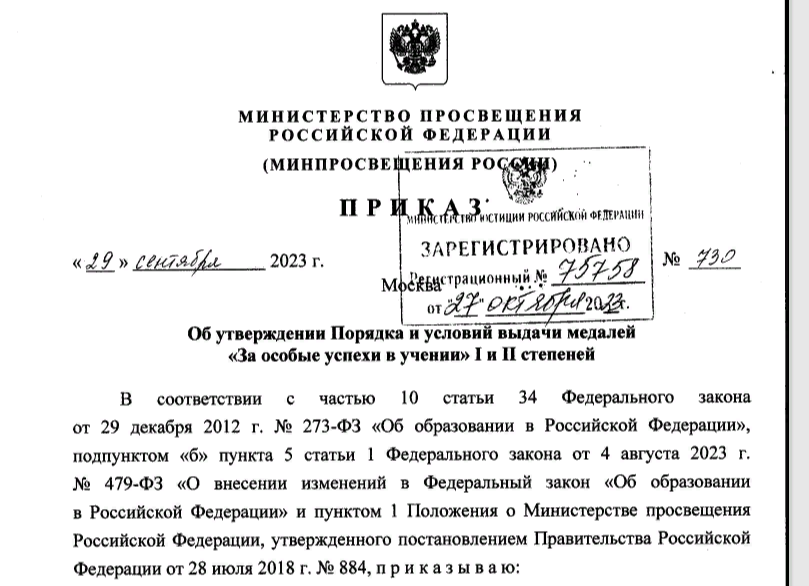 МИНИСТЕРСТВО ПРОСВЕЩЕНИЯ
РОССИЙСКОЙ ФЕДЕРАЦИИ
(МИНПРОСВЕЩЕНИЯ РОССИИ)
ПРИКАЗ
МИНИСТЕРСТВО ЮСТИЦИИ РОССИЙСКОЙ ФЕДЕРАЦИИ
ЗАРЕГИСТРИРОВАНО
Регистрационный № 75758
от "27" октября 2023г.
«29» сентября 2023 г.
№ 730
Москва
Об утверждении Порядка и условий выдачи медалей
«За особые успехи в учении» I и II степеней
В соответствии с частью 10 статьи 34 Федерального закона
от 29 декабря 2012 г. № 273-ФЗ «Об образовании в Российской Федерации»,
подпунктом «б» пункта 5 статьи 1 Федерального закона от 4 августа 2023 г.
№ 479-ФЗ «О внесении изменений в Федеральный закон «Об образовании
в Российской Федерации» и пунктом 1 Положения о Министерстве просвещения
Российской Федерации, утвержденного постановлением Правительства Российской
Федерации от 28 июля 2018 г. № 884, п р и к а з ы в а ю: